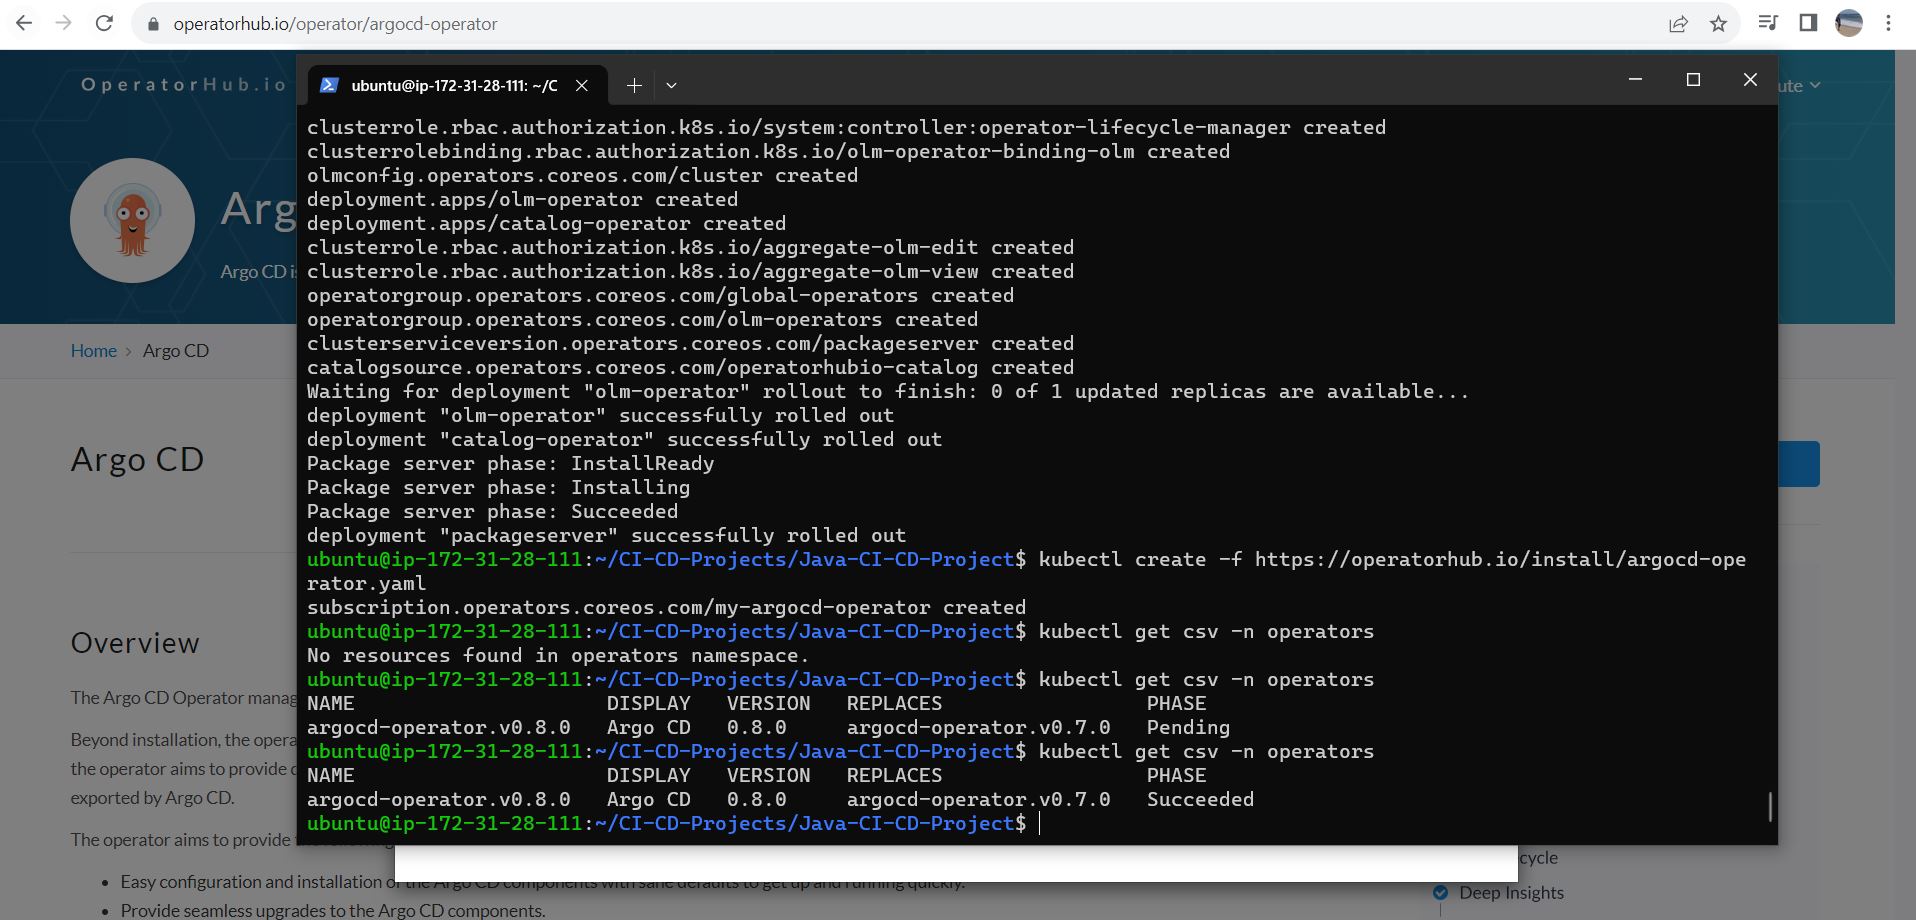 operatorhub.io/operator/argocd-operator
OperatorHub.io
ubuntu@ip-172-31-28-111: ~/C
clusterrole.rbac.authorization.k8s.io/system:controller:operator-lifecycle-manager created
clusterrolebinding.rbac.authorization.k8s.io/olm-operator-binding-olm created
olmconfig.operators.coreos.com/cluster created
deployment.apps/olm-operator created
deployment.apps/catalog-operator created
clusterrole.rbac.authorization.k8s.io/aggregate-olm-edit created
clusterrole.rbac.authorization.k8s.io/aggregate-olm-view created
operatorgroup.operators.coreos.com/global-operators created
operatorgroup.operators.coreos.com/olm-operators created
clusterserviceversion.operators.coreos.com/packageserver created
catalogsource.operators.coreos.com/operatorhubio-catalog created
Waiting for deployment "olm-operator" rollout to finish: 0 of 1 updated replicas are available...
deployment "olm-operator" successfully rolled out
deployment "catalog-operator" successfully rolled out
Package server phase: InstallReady
Package server phase: Installing
Package server phase: Succeeded
deployment "packageserver" successfully rolled out
ubuntu@ip-172-31-28-111:~/CI-CD-Projects/Java-CI-CD-Project$ kubectl create -f https://operatorhub.io/install/argocd-ope
rator.yaml
subscription.operators.coreos.com/my-argocd-operator created
ubuntu@ip-172-31-28-111:~/CI-CD-Projects/Java-CI-CD-Project$ kubectl get csv -n operators
No resources found in operators namespace.
ubuntu@ip-172-31-28-111:~/CI-CD-Projects/Java-CI-CD-Project$ kubectl get csv -n operators
NAME DISPLAY VERSION REPLACES PHASE
argocd-operator.v0.8.0 Argo CD 0.8.0 argocd-operator.v0.7.0 Pending
ubuntu@ip-172-31-28-111:~/CI-CD-Projects/Java-CI-CD-Project$ kubectl get csv -n operators
NAME DISPLAY VERSION REPLACES PHASE
argocd-operator.v0.8.0 Argo CD 0.8.0 argocd-operator.v0.7.0 Succeeded
ubuntu@ip-172-31-28-111:~/CI-CD-Projects/Java-CI-CD-Project$
ute
Arg
Argo CD is
Home > Argo CD
Argo CD
Overview
The Argo CD Operator manag
Beyond installation, the opera
the operator aims to provide
exported by Argo CD.
The operator aims to provide
• Easy configuration and installation of the Argo CD components with sane defaults to get up and running quickly.
• Provide seamless upgrades to the Argo CD components.
cycle
Deep Insights